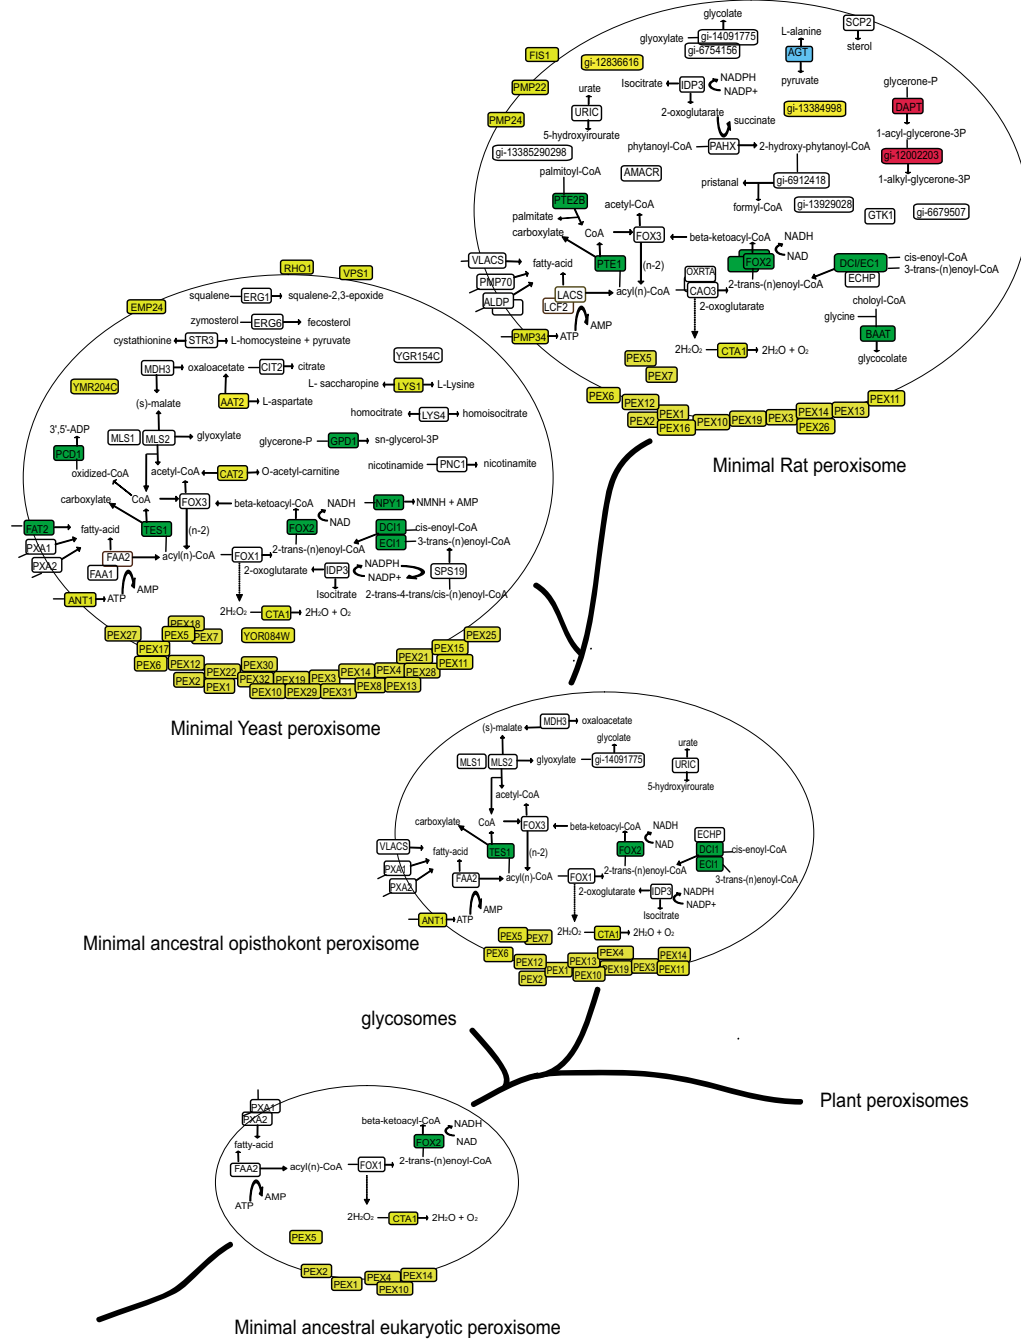 glycolate
gi-14091775
glyoxylate
gi-6754156
L-alanine
AGT
pyruvate
SCP2
sterol
FIS1
gi-12836616
PMP22
Isocitrate
IDP3
NADPH
NADP+
2-oxoglutarate
urate
URIC
5-hydroxyirourate
glycerone-P
DAPT
1-acyl-glycerone-3P
gi-12002203
1-alkyl-glycerone-3P
gi-13384998
PMP24
succinate
phytanoyl-CoA
PAHX
2-hydroxy-phytanoyl-CoA
gi-13385290298
palmitoyl-CoA
AMACR
pristanal
gi-6912418
formyl-CoA
gi-13929028
GTK1
gi-6679507
PTE2B
palmitate
acetyl-CoA
carboxylate
CoA
FOX3
beta-ketoacyl-CoA
NADH
NAD
FOX2
VLACS
PMP70
ALDP
fatty-acid
PTE1
(n-2)
OXRTA
CAO3
2-trans-(n)enoyl-CoA
DCI/EC1
ECHP
cis-enoyl-CoA
3-trans-(n)enoyl-CoA
LACS
LCF2
acyl(n)-CoA
2-oxoglutarate
choloyl-CoA
glycine
BAAT
glycocolate
PMP34
ATP
AMP
2H₂O₂
CTA1
2H₂O + O₂
PEX5
PEX7
PEX6
PEX12
PEX2
PEX1
PEX16
PEX10
PEX19
PEX3
PEX14
PEX26
PEX13
PEX11
Minimal Rat peroxisome
RHO1
VPS1
EMP24
squalene
ERG1
squalene-2,3-epoxide
zymosterol
ERG6
fecosterol
cystathionine
STR3
L-homocysteine + pyruvate
YGR154C
MDH3
oxaloacetate
CIT2
citrate
YMR204C
L- saccharopine
LYS1
L-Lysine
(s)-malate
AAT2
L-aspartate
homocitrate
LYS4
homoisocitrate
3',5'-ADP
PCD1
MLS1
MLS2
glyoxylate
glycerone-P
GPD1
sn-glycerol-3P
oxidized-CoA
acetyl-CoA
CAT2
O-acetyl-carnitine
nicotinamide
PNC1
nicotinamite
carboxylate
CoA
FOX3
beta-ketoacyl-CoA
NADH
NAD
NPY1
NMNH + AMP
FAT2
PXA1
PXA2
fatty-acid
TES1
(n-2)
FOX2
DCI1
ECI1
cis-enoyl-CoA
3-trans-(n)enoyl-CoA
FAA2
FAA1
acyl(n)-CoA
FOX1
2-trans(n)enoyl-CoA
2-oxoglutarate
IDP3
NADPH
NADP+
SPS19
Isocitrate
2-trans-4-trans/cis-(n)enoyl-CoA
ANT1
ATP
AMP
2H₂O₂
CTA1
2H₂O + O₂
PEX18
PEX27
PEX5
PEX7
YOR084W
PEX17
PEX6
PEX12
PEX2
PEX22
PEX1
PEX30
PEX32
PEX10
PEX19
PEX29
PEX3
PEX31
PEX14
PEX8
PEX4
PEX13
PEX21
PEX28
PEX15
PEX11
PEX25
Minimal Yeast peroxisome
(s)-malate
MDH3
oxaloacetate
glycolate
MLS1
MLS2
glyoxylate
gi-14091775
urate
URIC
5-hydroxyirourate
acetyl-CoA
carboxylate
CoA
FOX3
beta-ketoacyl-CoA
NADH
NAD
VLACS
PXA1
PXA2
fatty-acid
TES1
(n-2)
FOX2
ECHP
DCI1
ECI1
cis-enoyl-CoA
3-trans-(n)enoyl-CoA
FAA2
acyl(n)-CoA
FOX1
2-trans-(n)enoyl-CoA
2-oxoglutarate
IDP3
NADPH
NADP+
Isocitrate
ANT1
ATP
AMP
2H₂O₂
CTA1
2H₂O + O₂
PEX5
PEX7
PEX6
PEX12
PEX2
PEX1
PEX13
PEX10
PEX4
PEX19
PEX3
PEX14
PEX11
Minimal ancestral opisthokont peroxisome
glycosomes
Plant peroxisomes
PXA1
PXA2
fatty-acid
FAA2
acyl(n)-CoA
ATP
AMP
FOX1
beta-ketoacyl-CoA
NADH
NAD
FOX2
2-trans-(n)enoyl-CoA
2H₂O₂
CTA1
2H₂O + O₂
PEX5
PEX2
PEX1
PEX4
PEX10
PEX14
Minimal ancestral eukaryotic peroxisome